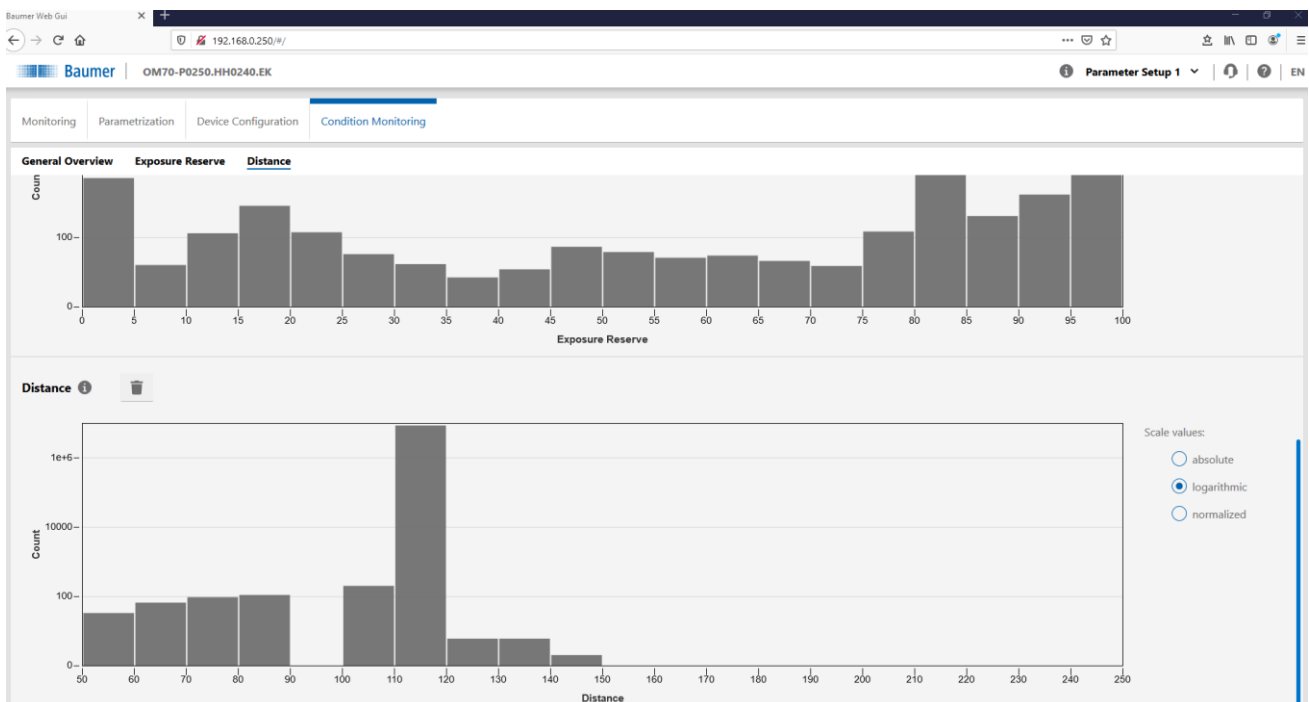 Baumer Web Gui
192.168.0.250/#/
Baumer OM70-P0250.HH0240.EK Parameter Setup 1 EN
Monitoring Parametrization Device Configuration Condition Monitoring
General Overview Exposure Reserve Distance
100
0
0 5 10 15 20 25 30 35 40 45 50 55 60 65 70 75 80 85 90 95 100
Exposure Reserve
Distance
Scale values:
absolute
logarithmic
normalized
1e+6
10000
Count
100
0
50 60 70 80 90 100 110 120 130 140 150 160 170 180 190 200 210 220 230 240 250
Distance